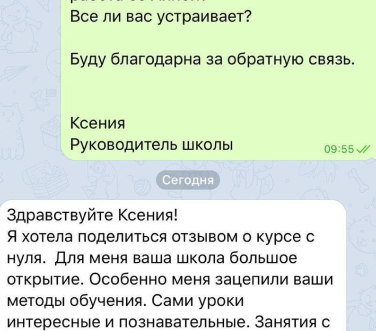 Все ли вас устраивает?
Буду благодарна за обратную связь.
Ксения
Руководитель школы
09:55
Сегодня
Здравствуйте Ксения!
Я хотела поделиться отзывом о курсе с
нуля. Для меня ваша школа большое
открытие. Особенно меня зацепили ваши
методы обучения. Сами уроки
интересные и познавательные. Занятия с